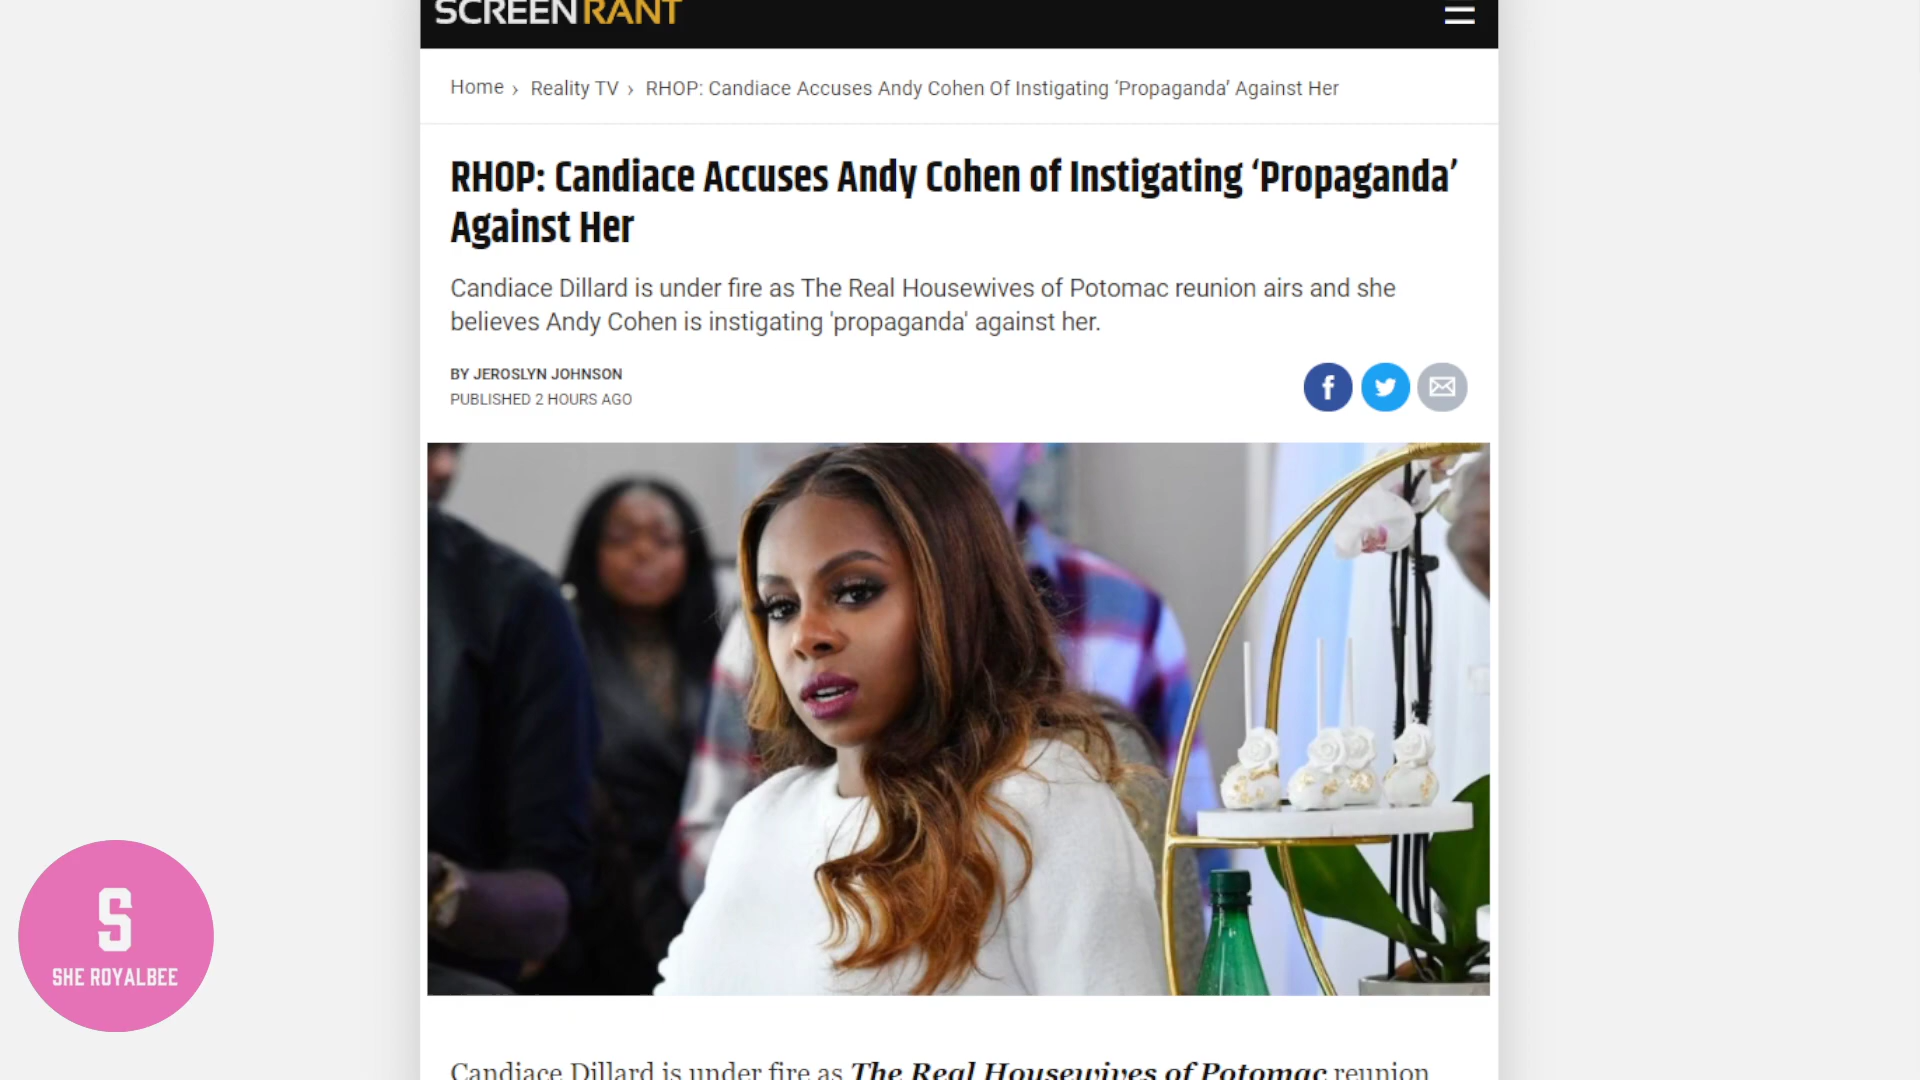 SCREENRANT
Home › Reality TV › RHOP: Candiace Accuses Andy Cohen Of Instigating ‘Propaganda’ Against Her
RHOP: Candiace Accuses Andy Cohen of Instigating ‘Propaganda’
Against Her
Candiace Dillard is under fire as The Real Housewives of Potomac reunion airs and she
believes Andy Cohen is instigating 'propaganda' against her.
BY JEROSLYN JOHNSON
PUBLISHED 2 HOURS AGO
f
S
SHE ROYALBEE
Candiace Dillard is under fire as The Real Housewives of Potomac reunion